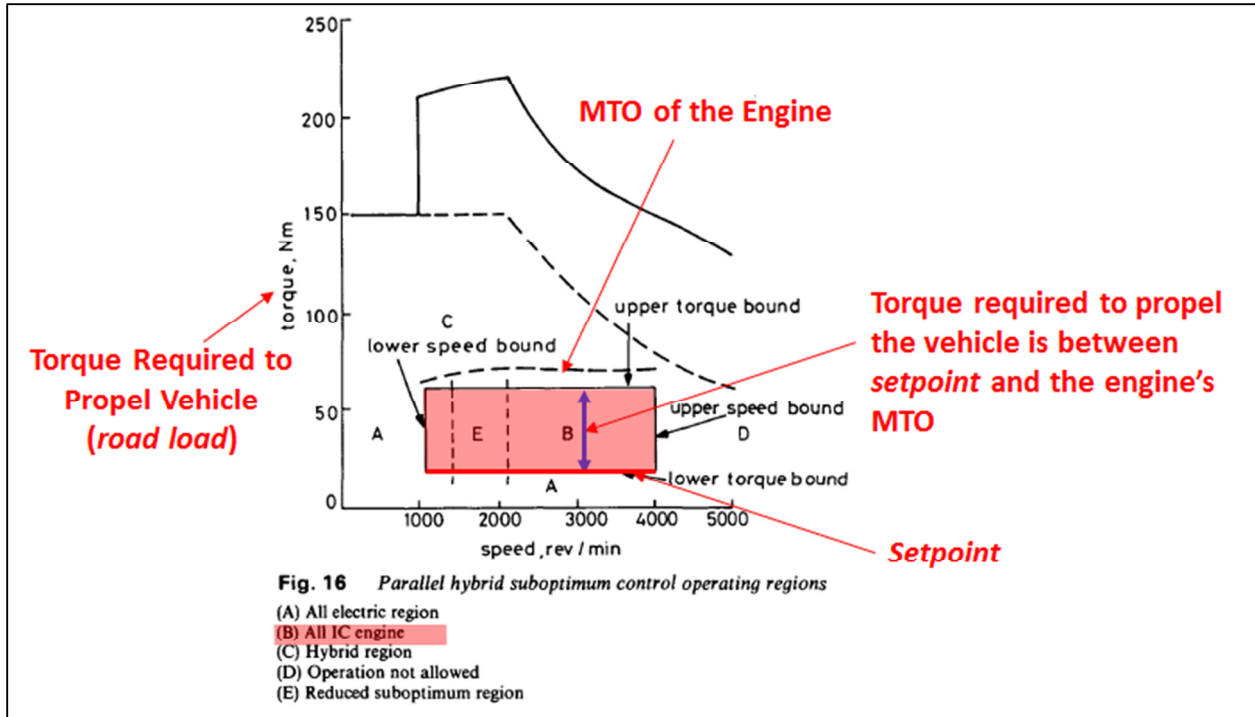 250
MTO of the Engine
200
150
torque, Nm
100
C
upper torque bound
Torque required to propel
the vehicle is between
setpoint and the engine's
MTO
lower speed bound
Torque Required to
Propel Vehicle
(road load)
50
upper speed bound
A
E
B
D
lower torque bound
A
0
1000 2000 3000 4000 5000
speed, rev / min
Setpoint
Fig. 16 Parallel hybrid suboptimum control operating regions
(A) All electric region
(B) All IC engine
(C) Hybrid region
(D) Operation not allowed
(E) Reduced suboptimum region